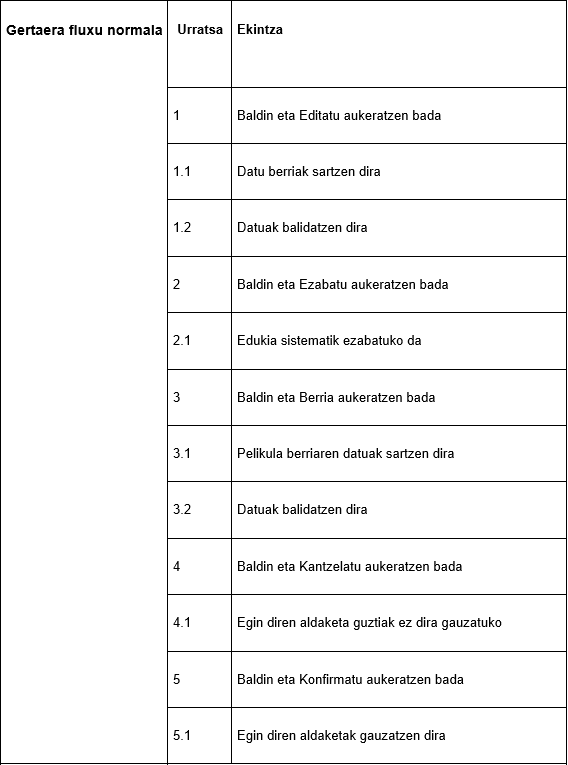 Gertaera fluxu normala Urratsa Ekintza
1 Baldin eta Editatu aukeratzen bada
1.1 Datu berriak sartzen dira
1.2 Datuak balidatzen dira
2 Baldin eta Ezabatu aukeratzen bada
2.1 Edukia sistematik ezabatuko da
3 Baldin eta Berria aukeratzen bada
3.1 Pelikula berriaren datuak sartzen dira
3.2 Datuak balidatzen dira
4 Baldin eta Kantzelatu aukeratzen bada
4.1 Egin diren aldaketa guztiak ez dira gauzatuko
5 Baldin eta Konfirmatu aukeratzen bada
5.1 Egin diren aldaketak gauzatzen dira